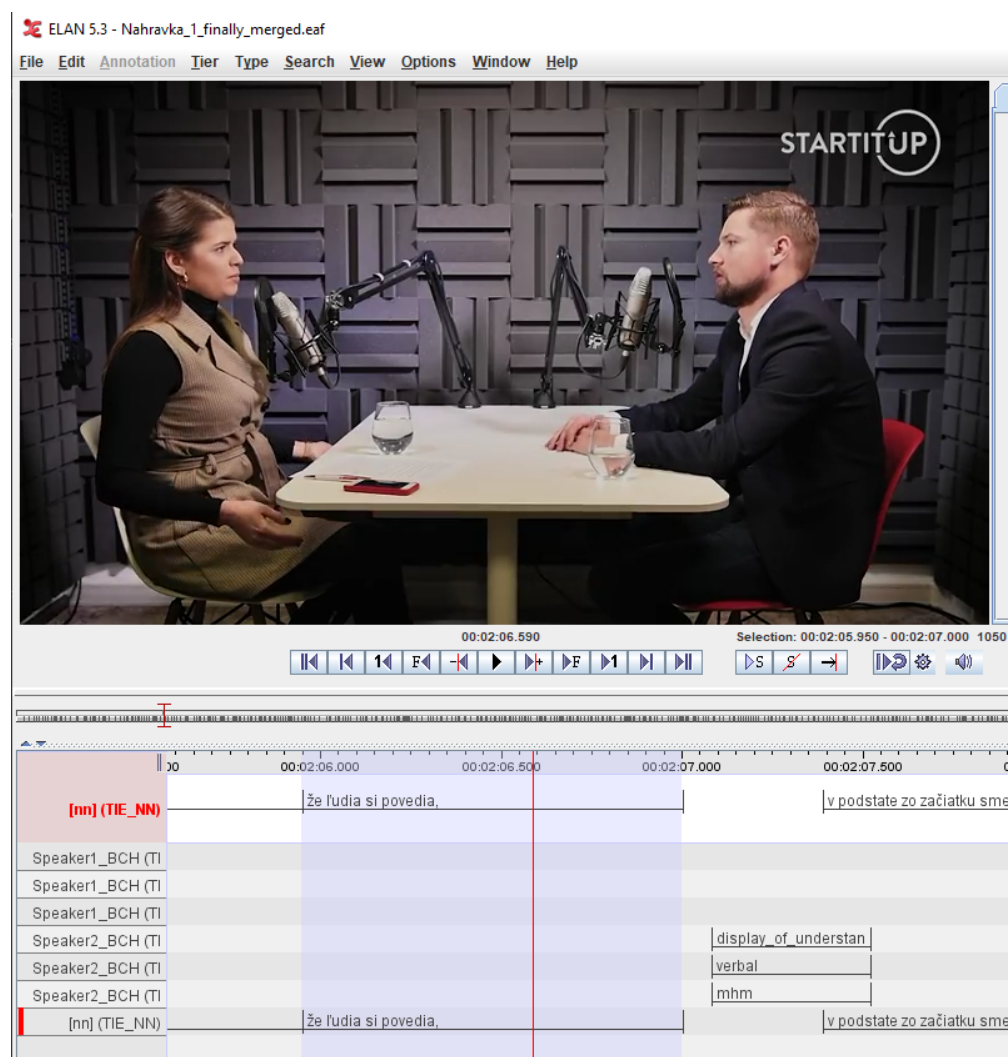 ELAN 5.3 - Nahravka_1_finally_merged.eaf
File Edit Annotation Tier Type Search View Options Window Help
STARTITUP
00:02:06.590
Selection: 00:02:05.950 - 00:02:07.000 1050
1 F - + F 1 S S
00 00:02:06.000 00:02:06.500 00:02:07.000 00:02:07.500
[nn] (TIE_NN) že ľudia si povedia, v podstate zo začiatku sme
Speaker1_BCH (TI
Speaker1_BCH (TI
Speaker1_BCH (TI
Speaker2_BCH (TI display_of_understan
Speaker2_BCH (TI verbal
Speaker2_BCH (TI mhm
[nn] (TIE_NN) že ľudia si povedia, v podstate zo začiatku sme